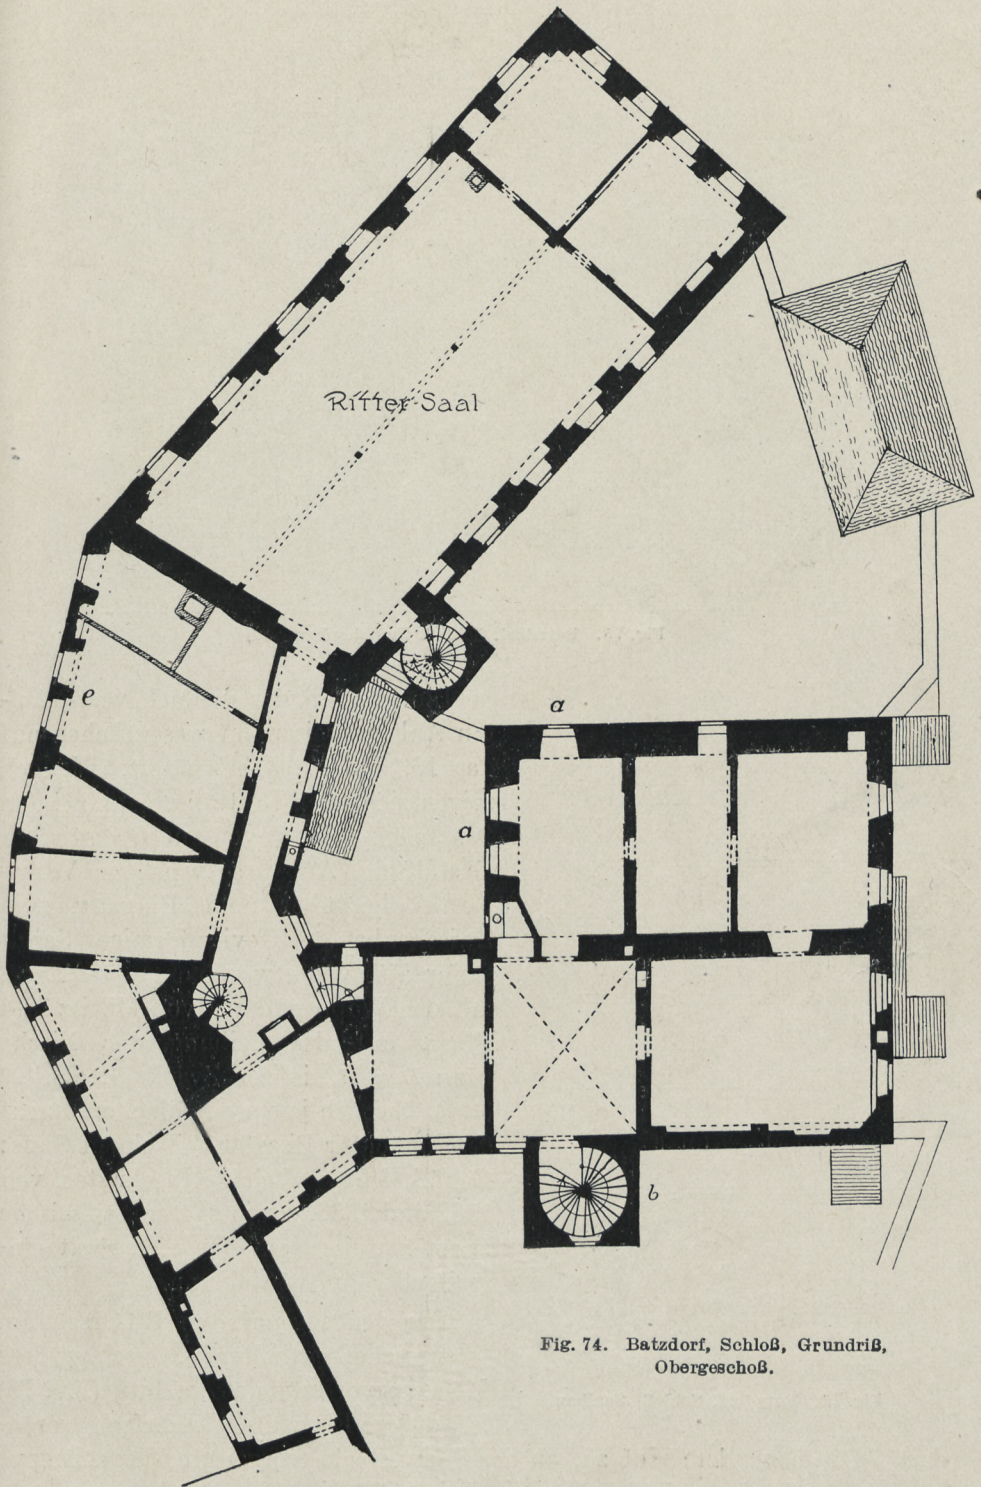 Ritter-Saal
e
a
a
b
Fig. 74. Batzdorf, Schloß, Grundriß,
Obergeschoß.